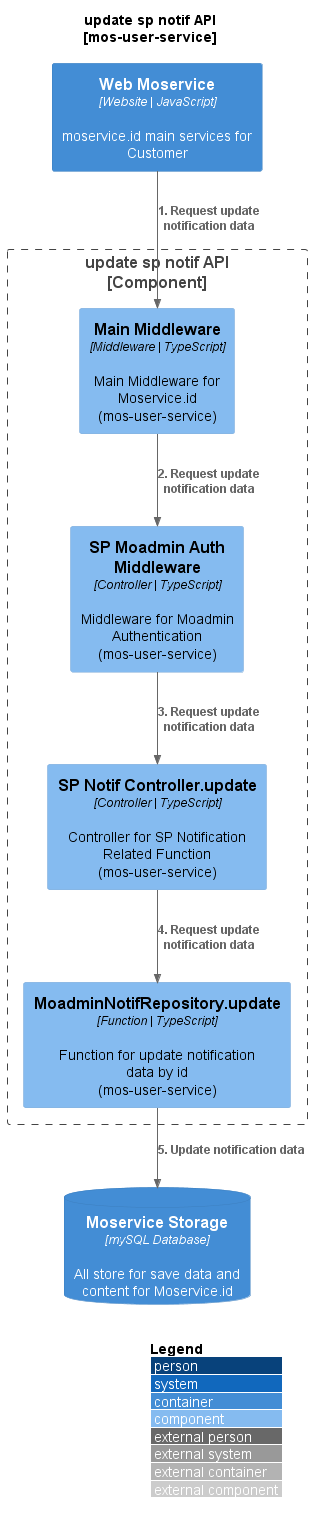 update sp notif API
[mos-user-service]
Web Moservice
[Website | JavaScript]
moservice.id main services for
Customer
1. Request update
notification data
update sp notif API
[Component]
Main Middleware
[Middleware | TypeScript]
Main Middleware for
Moservice.id
(mos-user-service)
2. Request update
notification data
SP Moadmin Auth
Middleware
[Controller | TypeScript]
Middleware for Moadmin
Authentication
(mos-user-service)
3. Request update
notification data
SP Notif Controller.update
[Controller | TypeScript]
Controller for SP Notification
Related Function
(mos-user-service)
4. Request update
notification data
MoadminNotifRepository.update
[Function | TypeScript]
Function for update notification
data by id
(mos-user-service)
5. Update notification data
Moservice Storage
[mySQL Database]
All store for save data and
content for Moservice.id
Legend
person
system
container
component
external person
external system
external container
external component